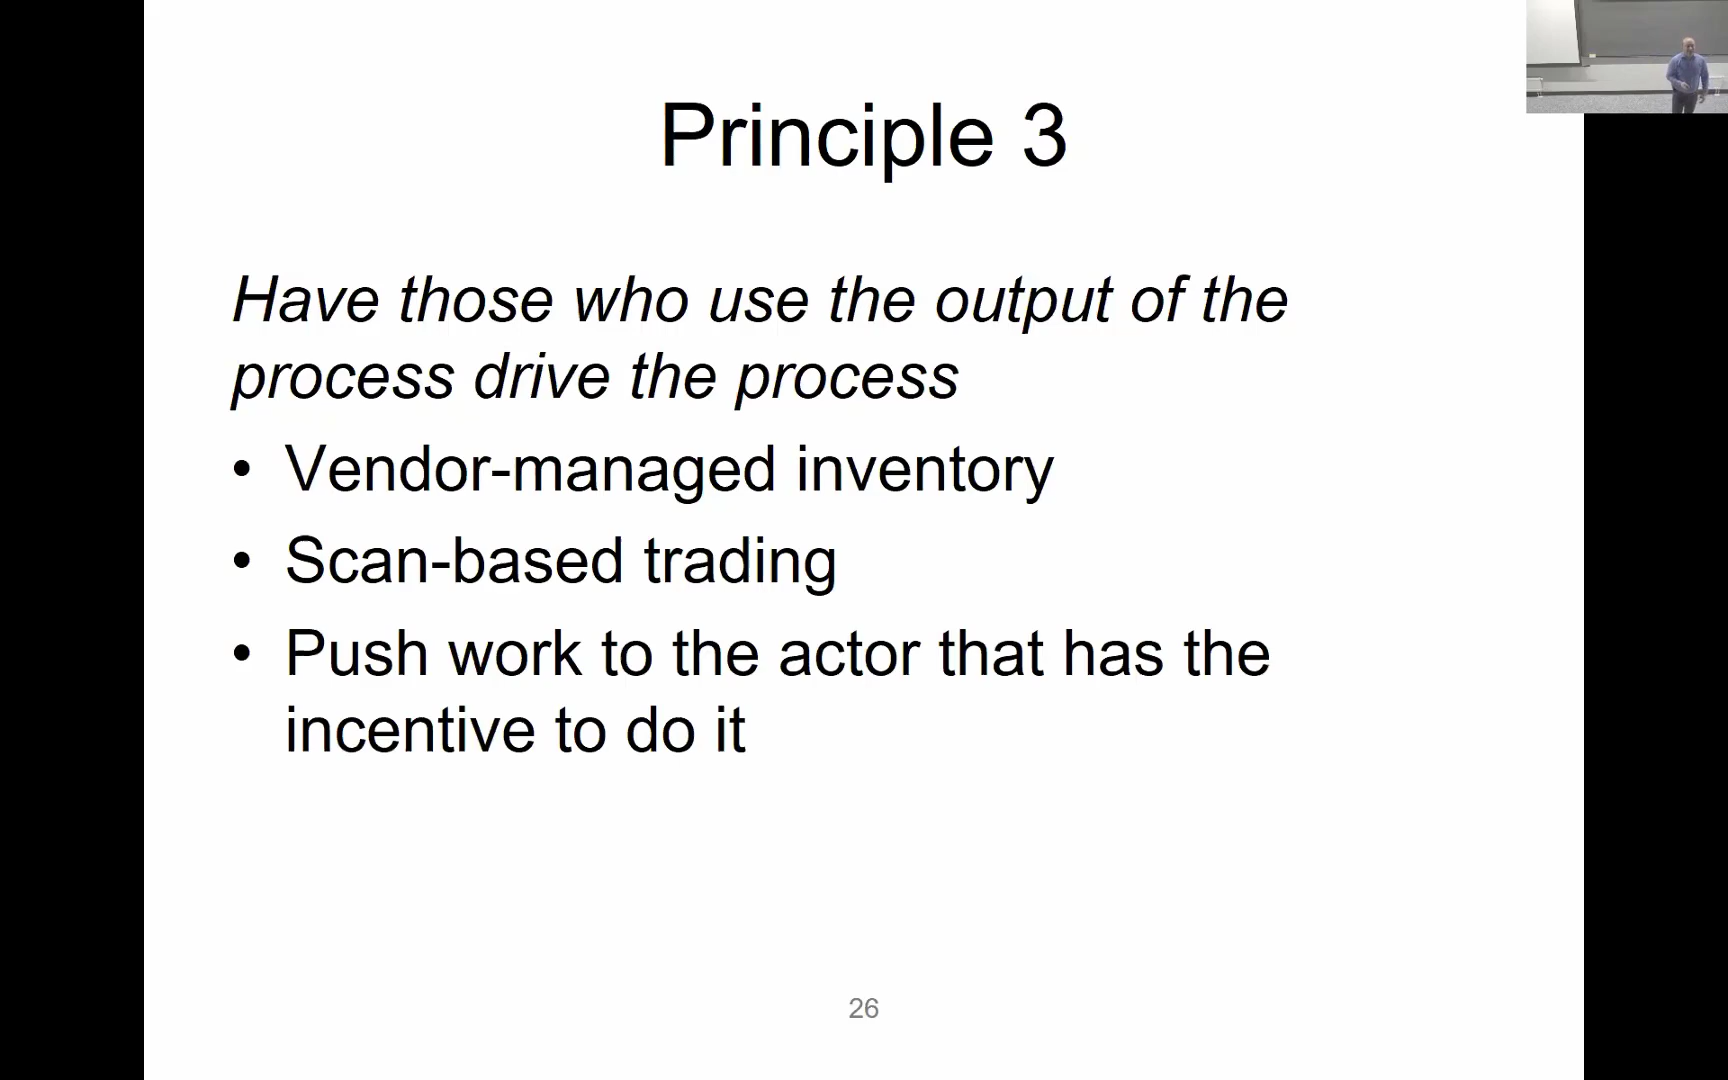 Principle 3
Have those who use the output of the
process drive the process
• Vendor-managed inventory
• Scan-based trading
• Push work to the actor that has the
incentive to do it
26